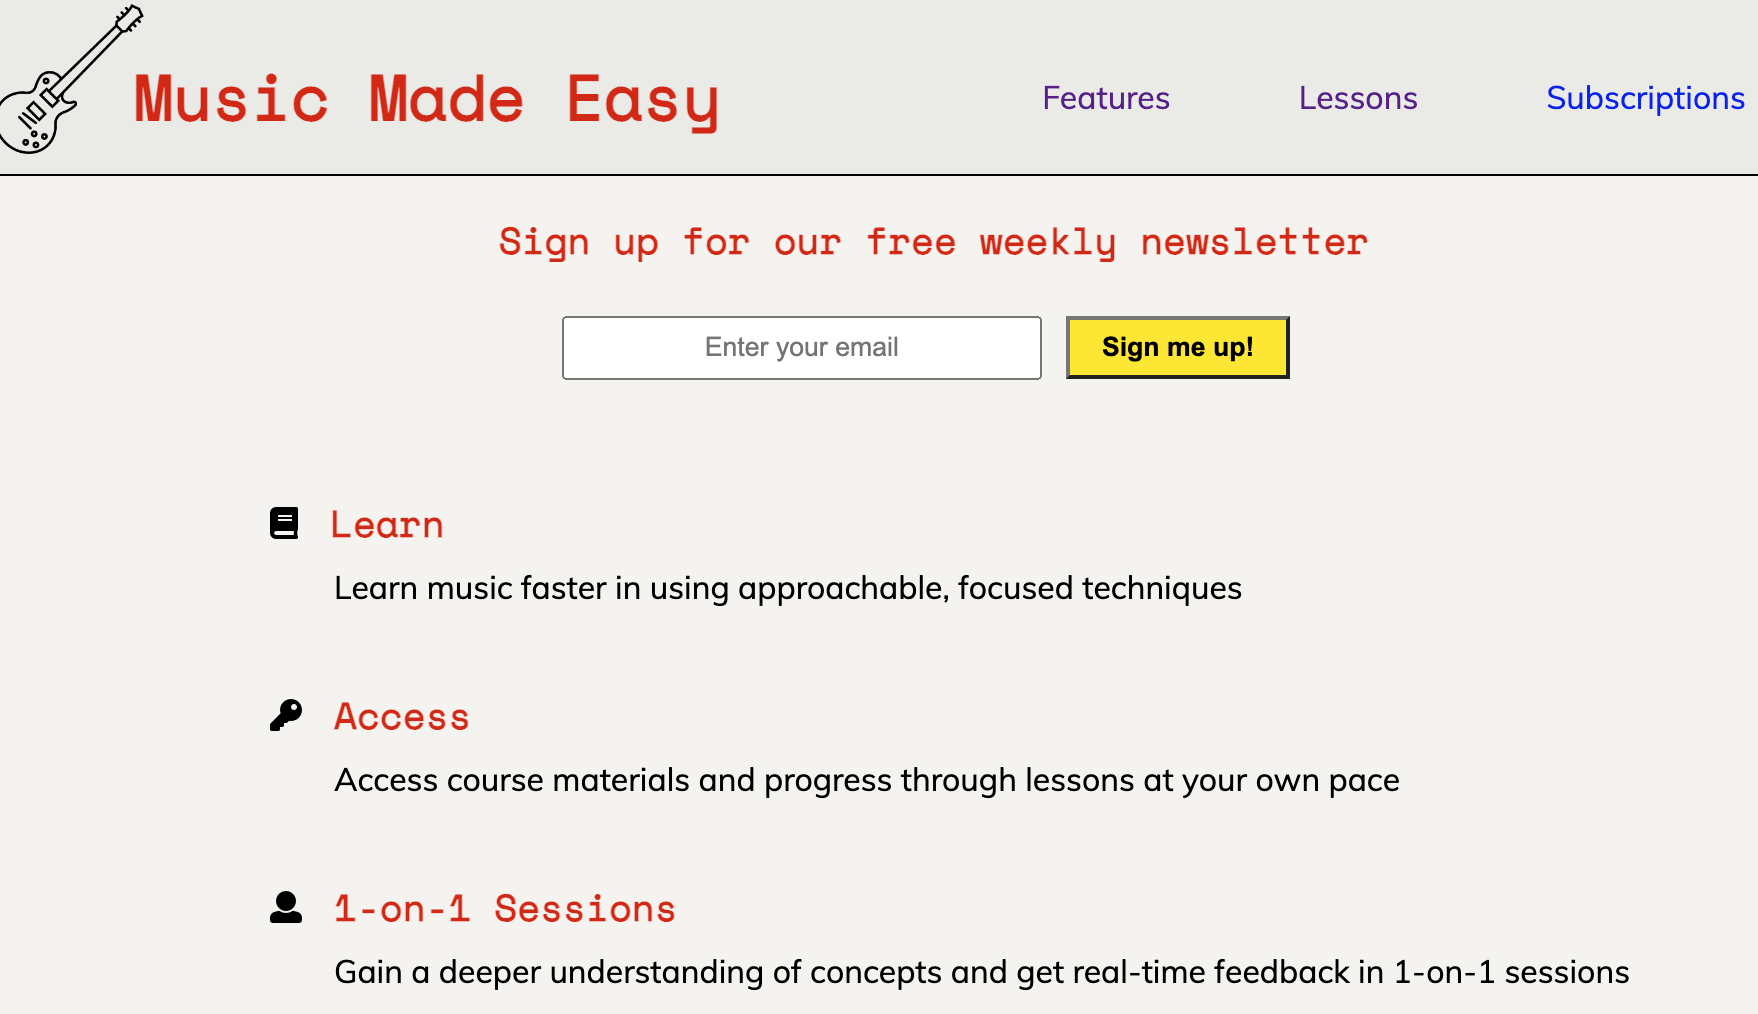 Music Made Easy
Features
Lessons
Subscriptions
Sign up for our free weekly newsletter
Enter your email
Sign me up!
Learn
Learn music faster in using approachable, focused techniques
Access
Access course materials and progress through lessons at your own pace
1-on-1 Sessions
Gain a deeper understanding of concepts and get real-time feedback in 1-on-1 sessions